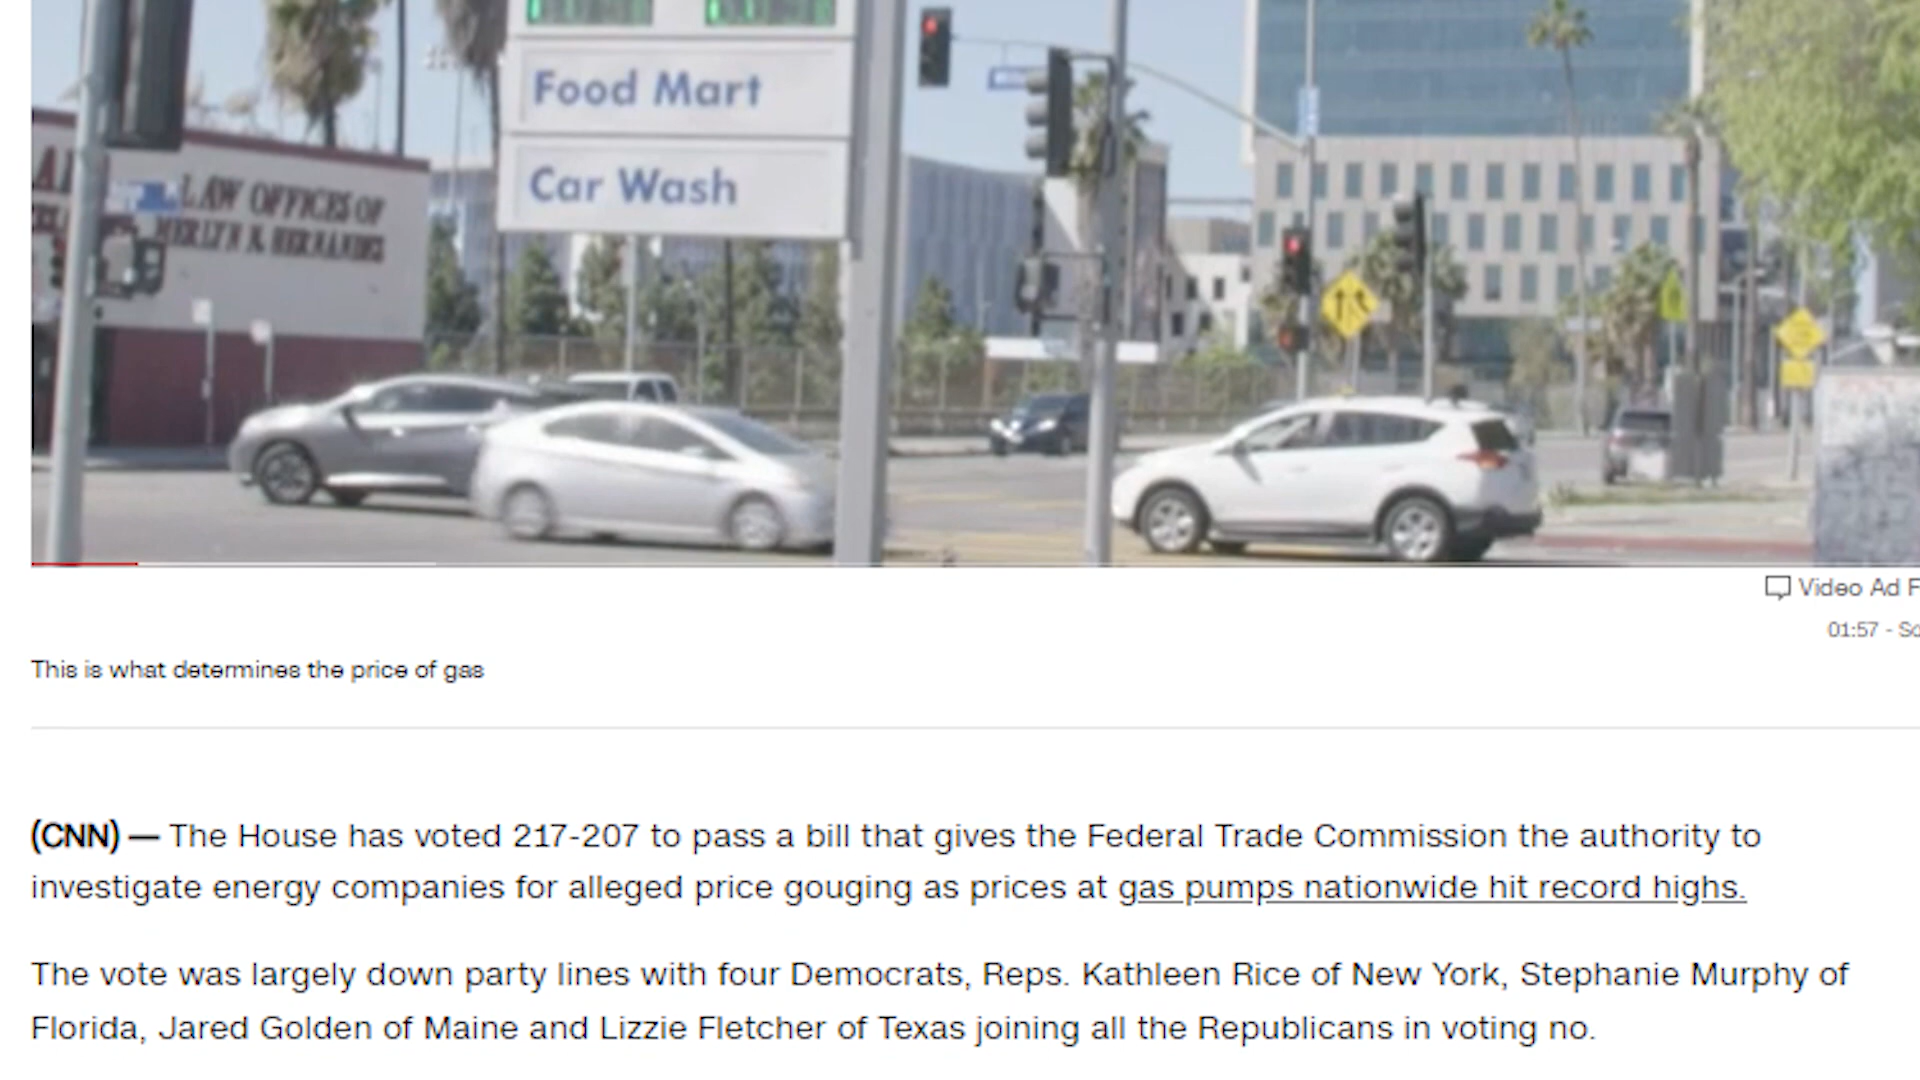 Food Mart
Car Wash
LAW OFFICES OF
Video Ad F
01:57 - Sc
This is what determines the price of gas
(CNN) — The House has voted 217-207 to pass a bill that gives the Federal Trade Commission the authority to
investigate energy companies for alleged price gouging as prices at gas pumps nationwide hit record highs.
The vote was largely down party lines with four Democrats, Reps. Kathleen Rice of New York, Stephanie Murphy of
Florida, Jared Golden of Maine and Lizzie Fletcher of Texas joining all the Republicans in voting no.